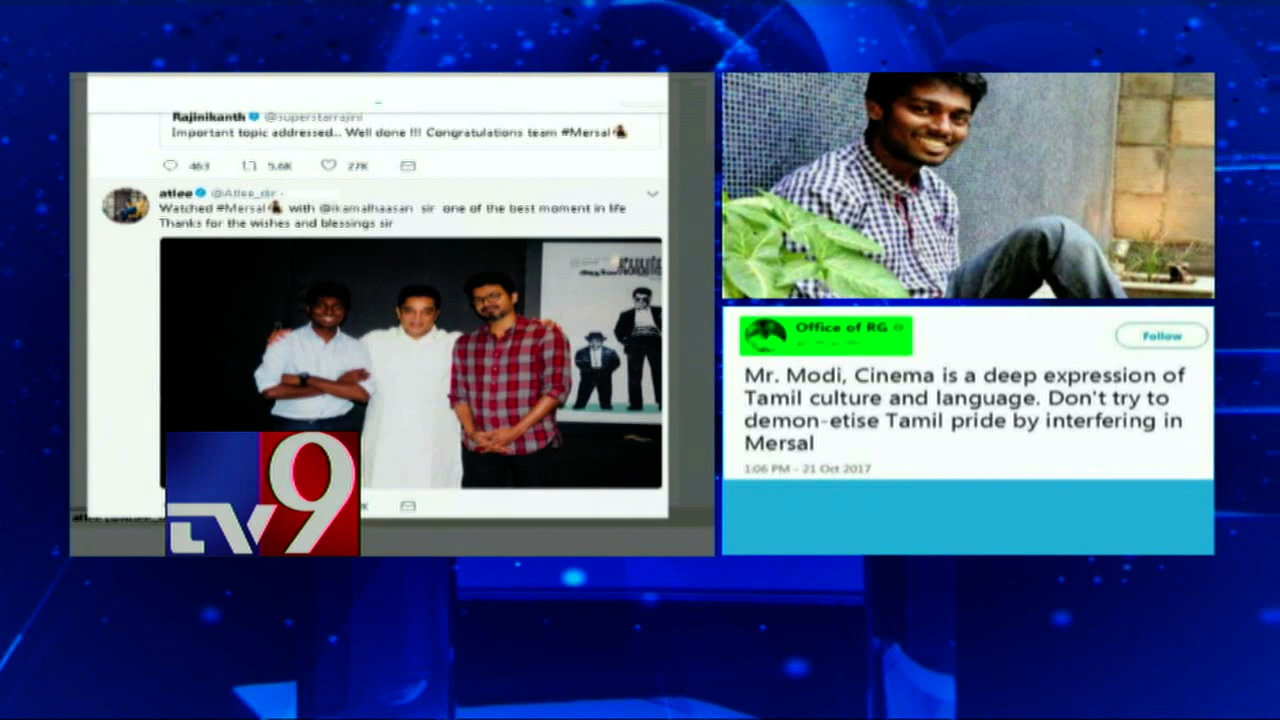 Rajinikanth @superstarrajini
Important topic addressed.. Well done !!! Congratulations team #Mersal
463 5.6K 27K
atlee @Atlee_dir
Watched #Mersal with @ikamalhaasan sir one of the best moment in life
Thanks for the wishes and blessings sir
K
TV9
Office of RG
Follow
Mr. Modi, Cinema is a deep expression of
Tamil culture and language. Don't try to
demon-etise Tamil pride by interfering in
Mersal
1:06 PM - 21 Oct 2017